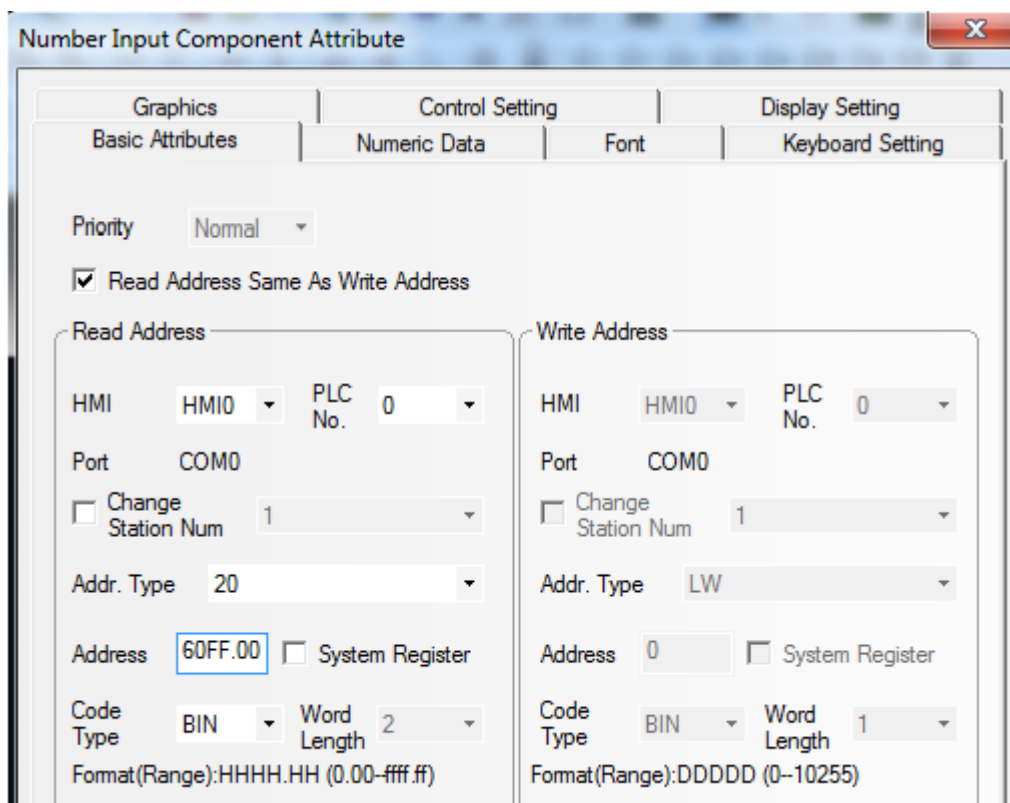 Number Input Component Attribute
Graphics Control Setting Display Setting
Basic Attributes Numeric Data Font Keyboard Setting
Priority Normal
Read Address Same As Write Address
Read Address
HMI HMI0 PLC No. 0
Port COM0
Change Station Num 1
Addr. Type 20
Address 60FF.00 System Register
Code Type BIN Word Length 2
Format(Range):HHHH.HH (0.00--ffff.ff)
Write Address
HMI HMI0 PLC No. 0
Port COM0
Change Station Num 1
Addr. Type LW
Address 0 System Register
Code Type BIN Word Length 1
Format(Range):DDDDD (0--10255)